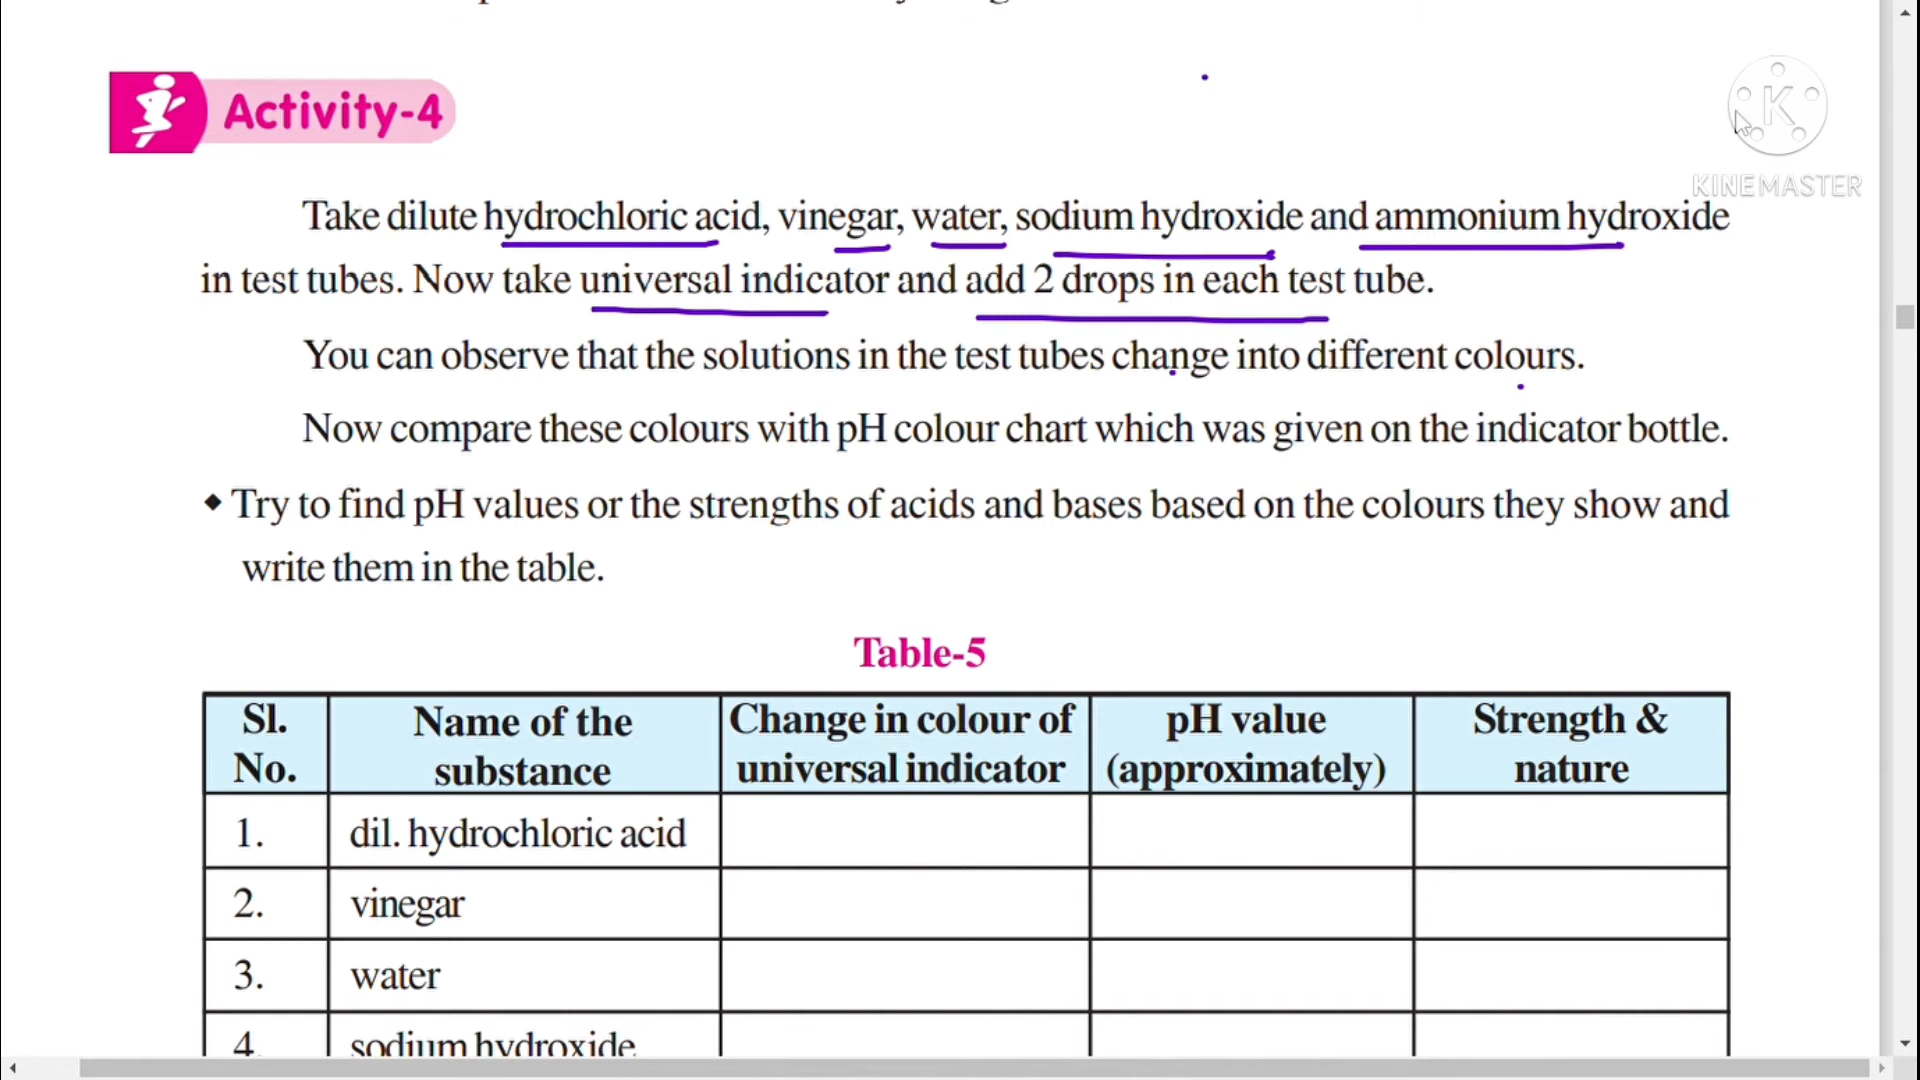 Activity-4
KINEMASTER
Take dilute hydrochloric acid, vinegar, water, sodium hydroxide and ammonium hydroxide
in test tubes. Now take universal indicator and add 2 drops in each test tube.
You can observe that the solutions in the test tubes change into different colours.
Now compare these colours with pH colour chart which was given on the indicator bottle.
◆ Try to find pH values or the strengths of acids and bases based on the colours they show and
write them in the table.
Table-5
Sl. No. Name of the substance Change in colour of universal indicator pH value (approximately) Strength & nature
1. dil. hydrochloric acid
2. vinegar
3. water
4. sodium hydroxide